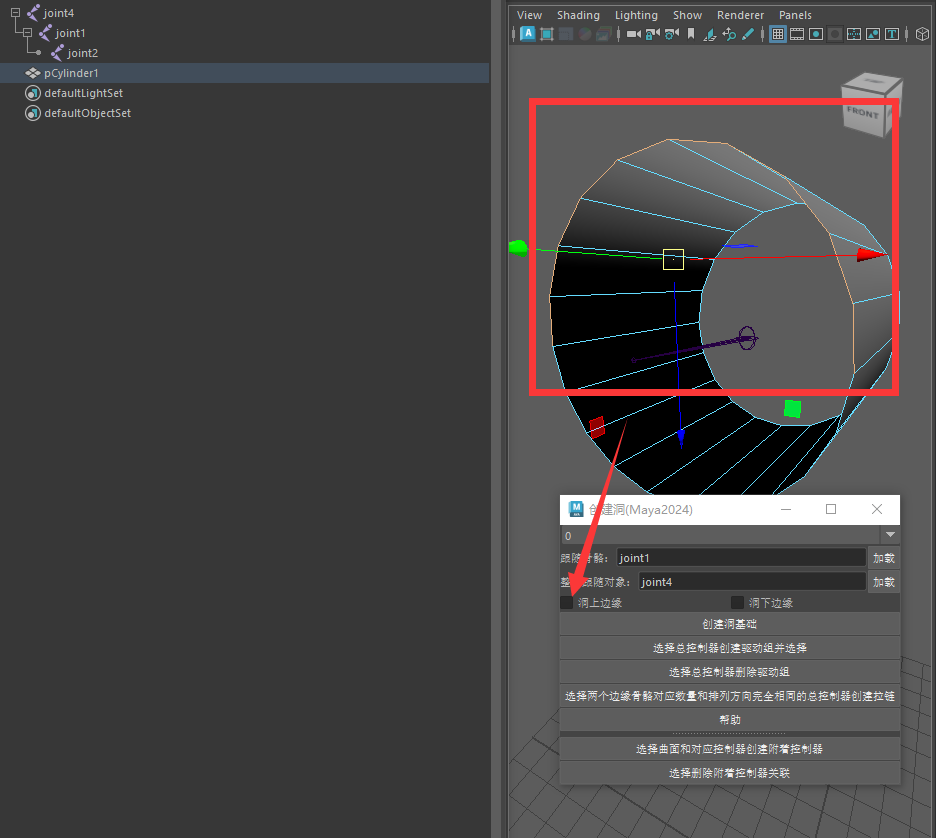 joint4
joint1
joint2
pCylinder1
defaultLightSet
defaultObjectSet
View Shading Lighting Show Renderer Panels
FRONT
创建洞(Maya2024)
0
跟随骨骼: joint1 加载
整 跟随对象: joint4 加载
洞上边缘 洞下边缘
创建洞基础
选择总控制器创建驱动组并选择
选择总控制器删除驱动组
选择两个边缘骨骼对应数量和排列方向完全相同的总控制器创建拉链
帮助
选择曲面和对应控制器创建附着控制器
选择删除附着控制器关联